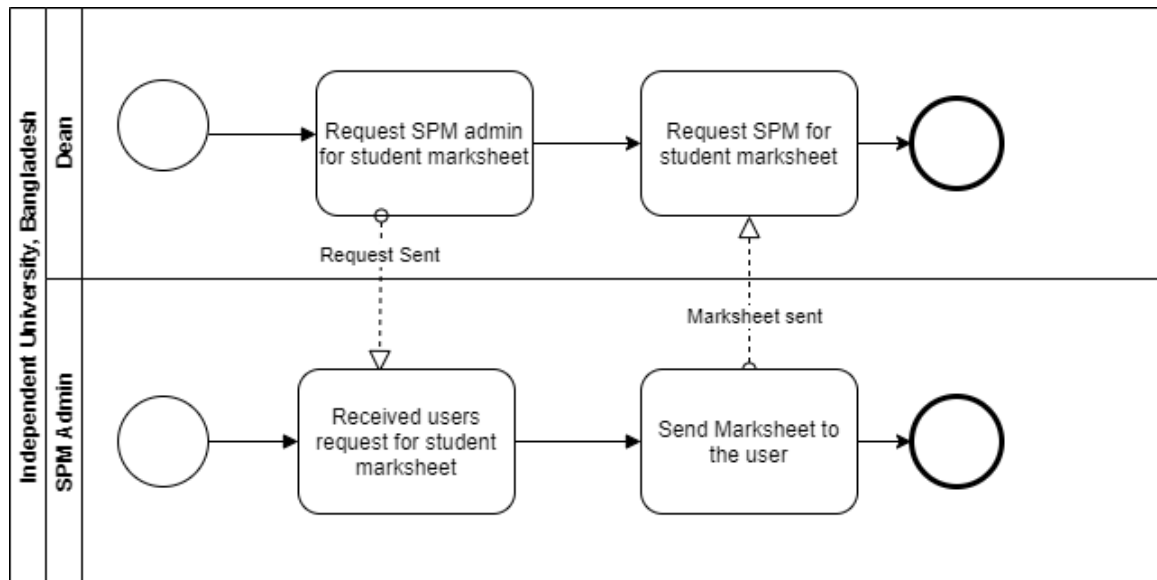 Independent University, Bangladesh
Dean
Request SPM admin
for student marksheet
Request SPM for
student marksheet
Request Sent
Marksheet sent
SPM Admin
Received users
request for student
marksheet
Send Marksheet to
the user